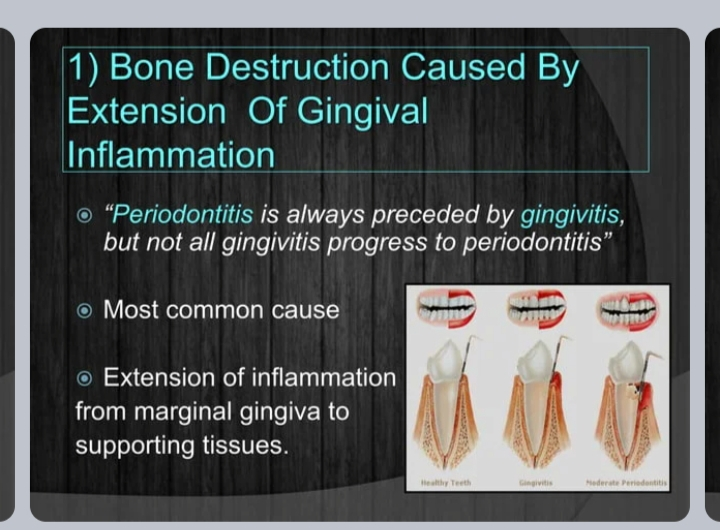 1) Bone Destruction Caused By
Extension Of Gingival
Inflammation
“Periodontitis is always preceded by gingivitis,
but not all gingivitis progress to periodontitis”
Most common cause
Extension of inflammation
from marginal gingiva to
supporting tissues.
Healthy Teeth
Gingivitis
Moderate Periodontitis